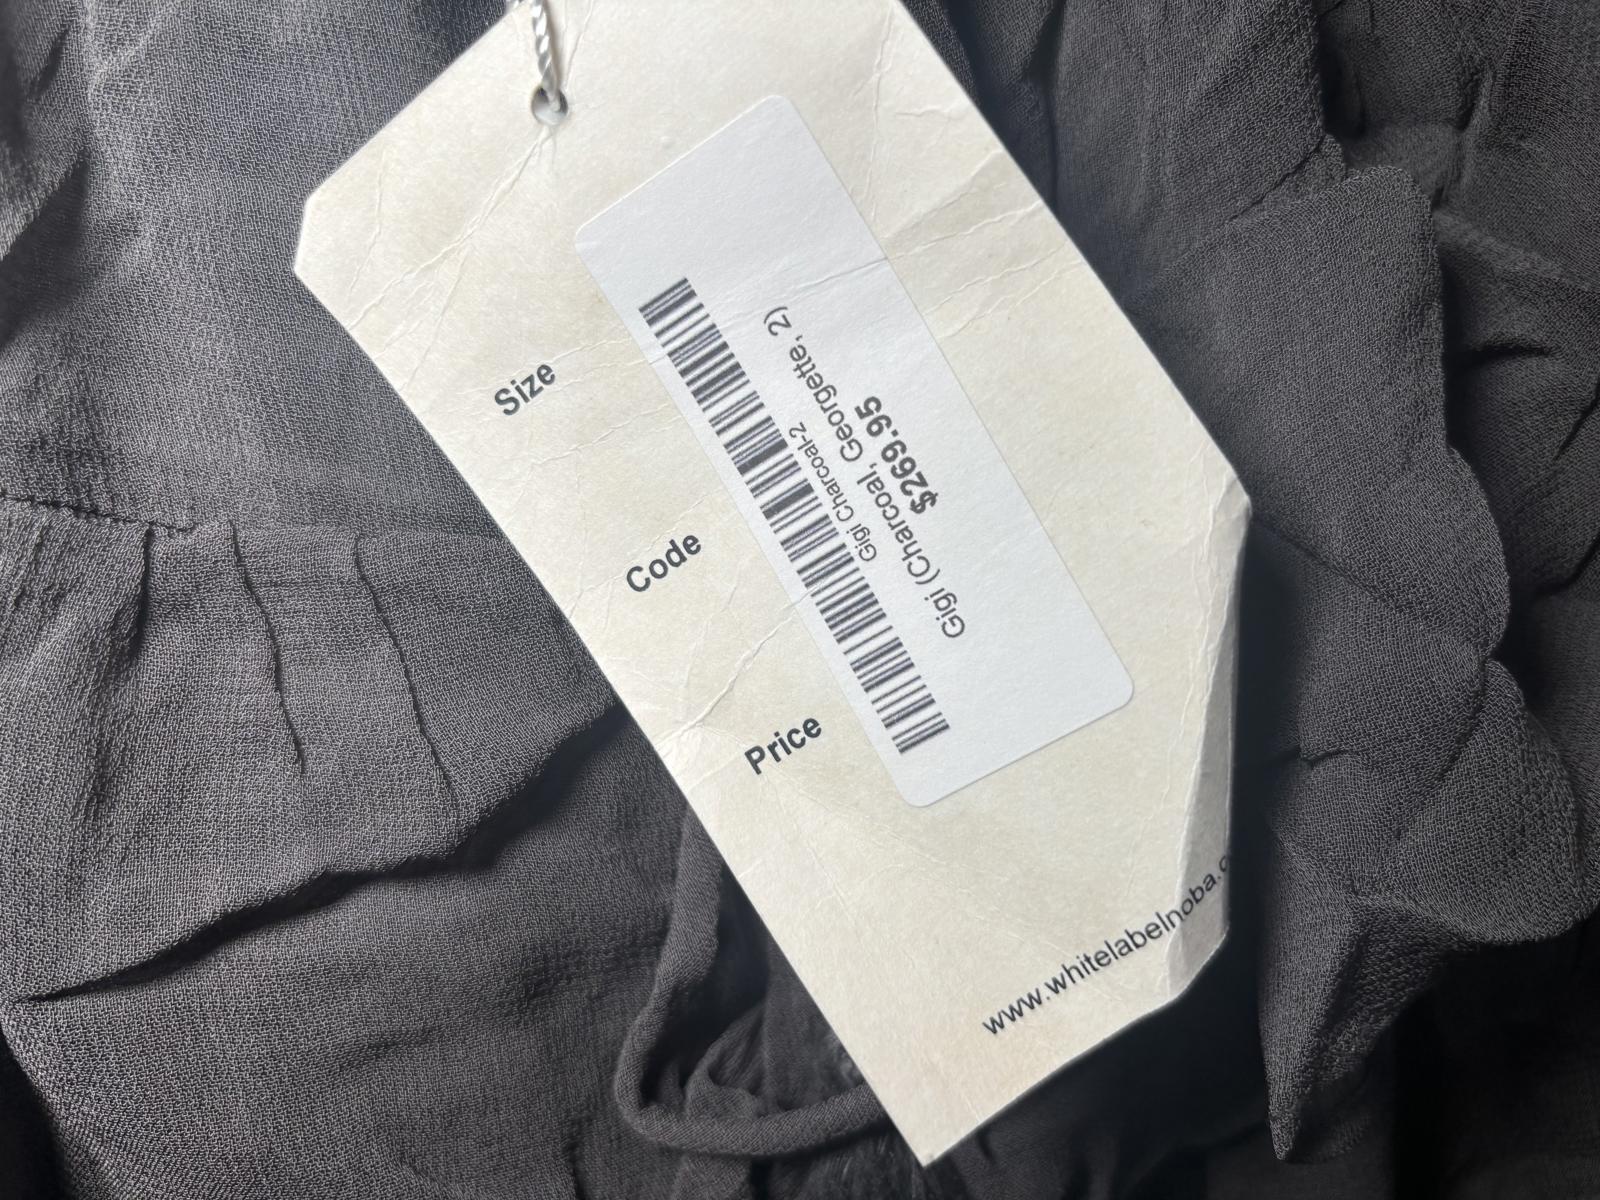 Size
Code
Price
Gigi Charcoal-2
Gigi (Charcoal, Georgette, 2)
$269.95
www.whitelabelnoba.c